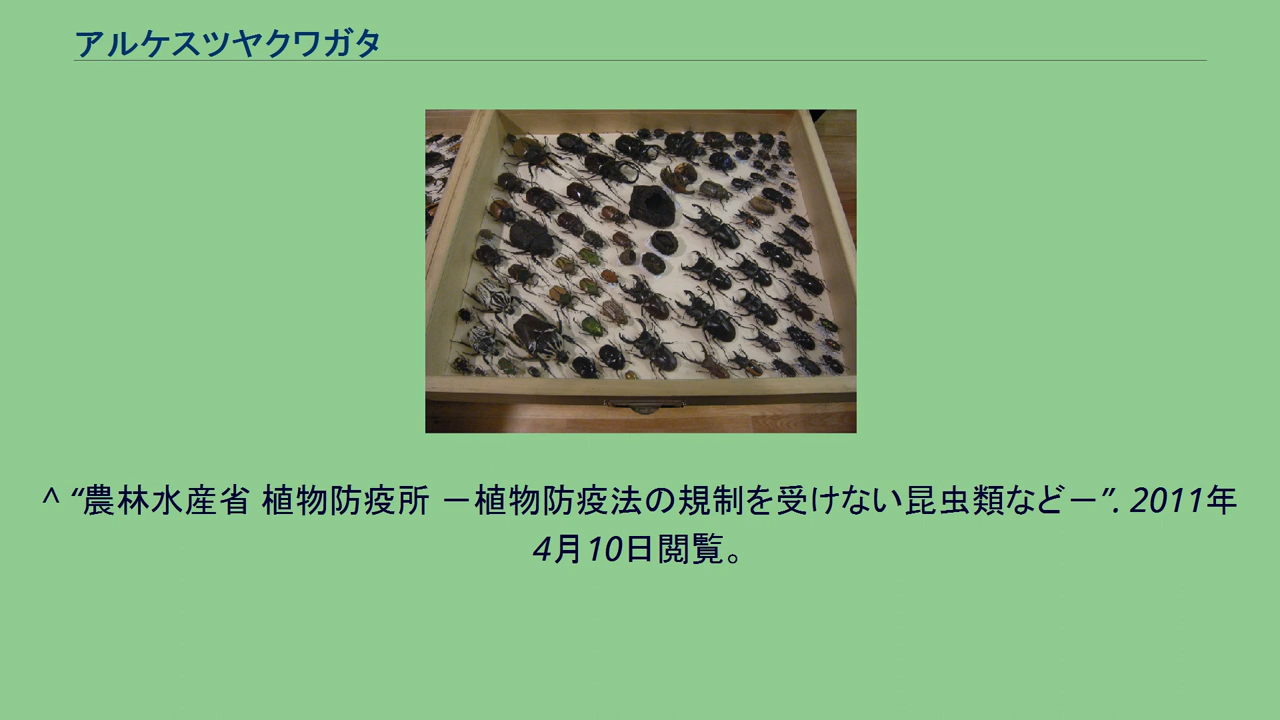 アルケスツヤクワガタ
^ “農林水産省 植物防疫所 －植物防疫法の規制を受けない昆虫類など－”. 2011年
4月10日閲覧。